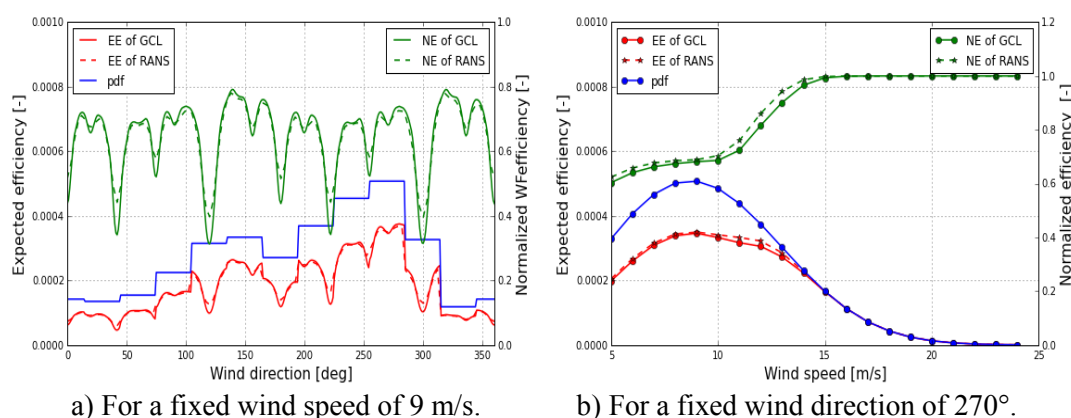 EE of GCL
EE of RANS
pdf
NE of GCL
NE of RANS
Expected efficiency [-]
0.0010
0.0008
0.0006
0.0004
0.0002
0.0000
0 50 100 150 200 250 300 350
Wind direction [deg]
1.0
0.8
0.6
0.4
0.2
0.0
Normalized WFefficiency [-]
a) For a fixed wind speed of 9 m/s.
EE of GCL
EE of RANS
pdf
NE of GCL
NE of RANS
Expected efficiency [-]
0.0010
0.0008
0.0006
0.0004
0.0002
0.0000
5 10 15 20 25
Wind speed [m/s]
1.2
1.0
0.8
0.6
0.4
0.2
0.0
Normalized efficiency [-]
b) For a fixed wind direction of 270°.